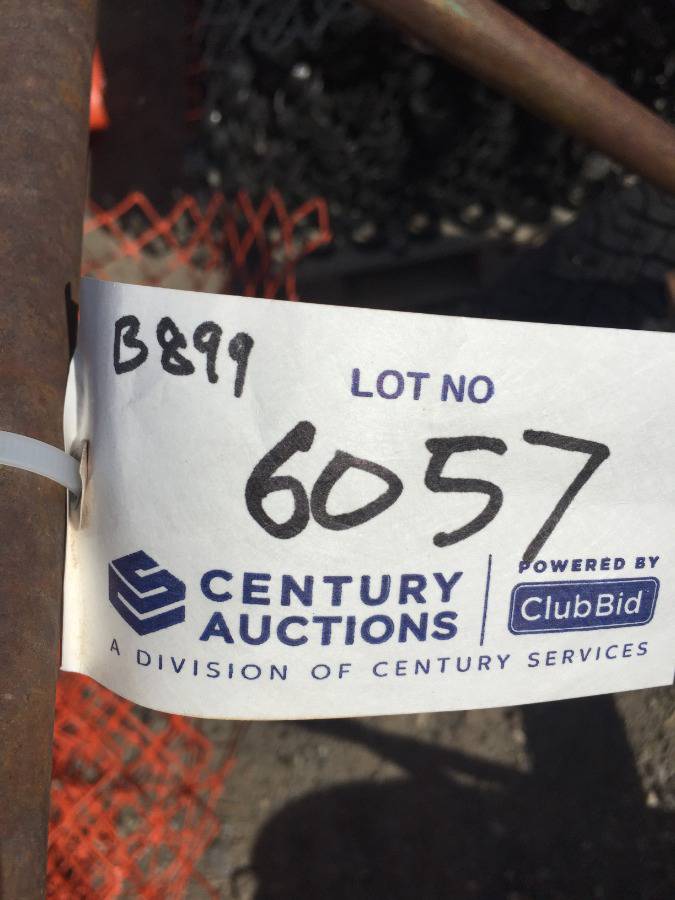 B899
LOT NO
6057
CENTURY
AUCTIONS
POWERED BY
ClubBid
A DIVISION OF CENTURY SERVICES